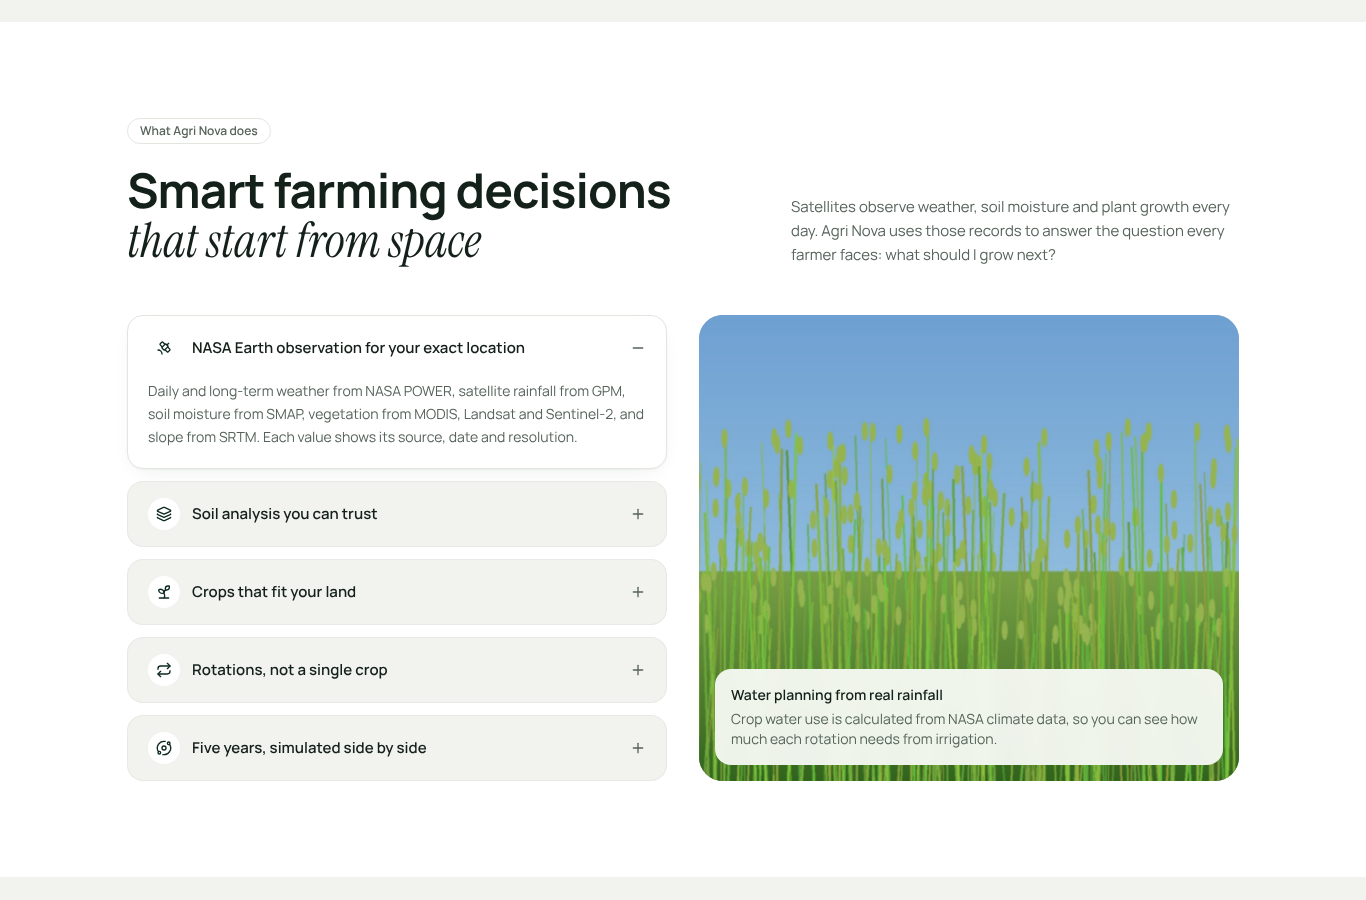 What Agri Nova does
Smart farming decisions
that start from space
Satellites observe weather, soil moisture and plant growth every
day. Agri Nova uses those records to answer the question every
farmer faces: what should I grow next?
NASA Earth observation for your exact location
Daily and long-term weather from NASA POWER, satellite rainfall from GPM,
soil moisture from SMAP, vegetation from MODIS, Landsat and Sentinel-2, and
slope from SRTM. Each value shows its source, date and resolution.
Soil analysis you can trust
Crops that fit your land
Rotations, not a single crop
Five years, simulated side by side
Water planning from real rainfall
Crop water use is calculated from NASA climate data, so you can see how
much each rotation needs from irrigation.